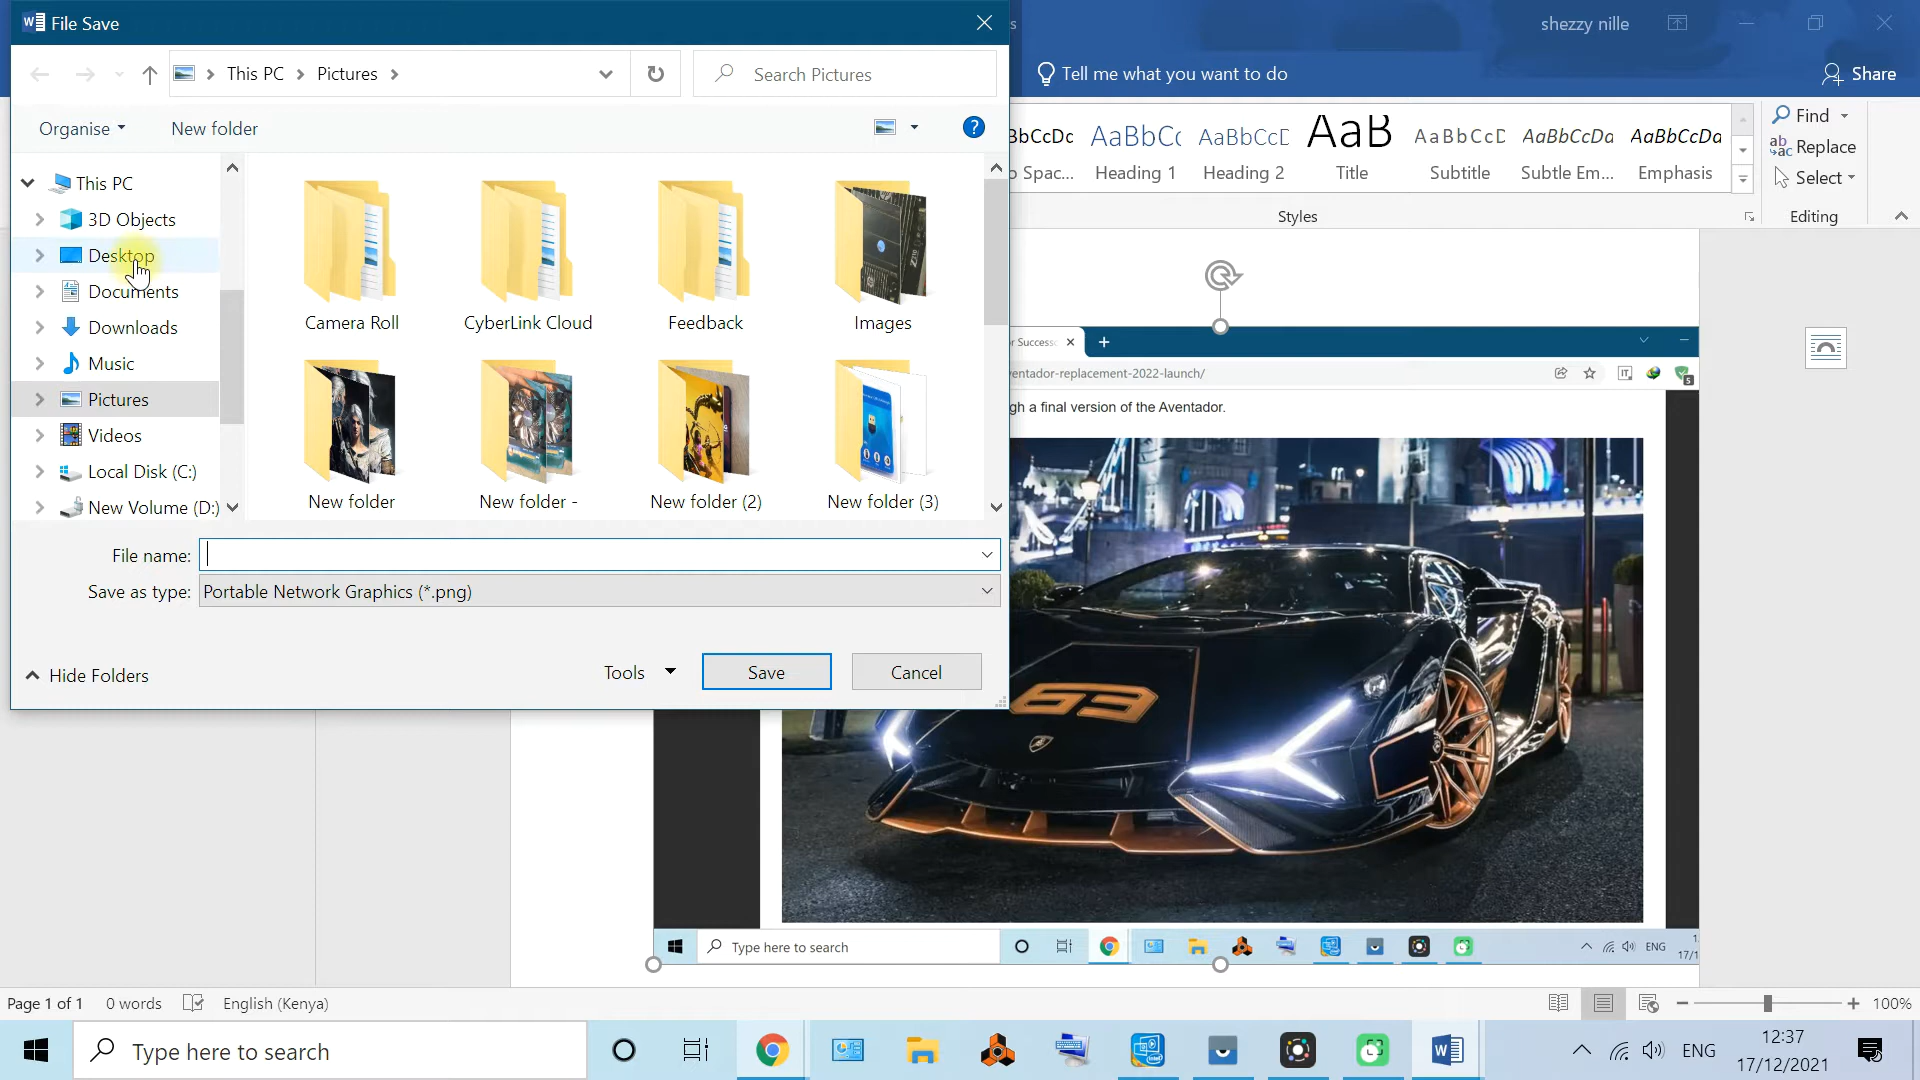 File Save
shezzy nille
This PC
Pictures
Search Pictures
Tell me what you want to do
Share
Organise
New folder
AaBbCcDc
AaB
AaBbCcD
AaBbCcDa
AaBbCcDa
Find
Replace
Select
Heading 1
Heading 2
Title
Subtitle
Subtle Em...
Emphasis
Styles
Editing
This PC
3D Objects
Desktop
Documents
Downloads
Music
Pictures
Videos
Local Disk (C:)
New Volume (D:)
Camera Roll
CyberLink Cloud
Feedback
Images
New folder
New folder -
New folder (2)
New folder (3)
File name:
Save as type: Portable Network Graphics (*.png)
Hide Folders
Tools
Save
Cancel
r Success
entador-replacement-2022-launch/
gh a final version of the Aventador.
63
Type here to search
ENG
Page 1 of 1
0 words
English (Kenya)
100%
Type here to search
ENG
12:37
17/12/2021